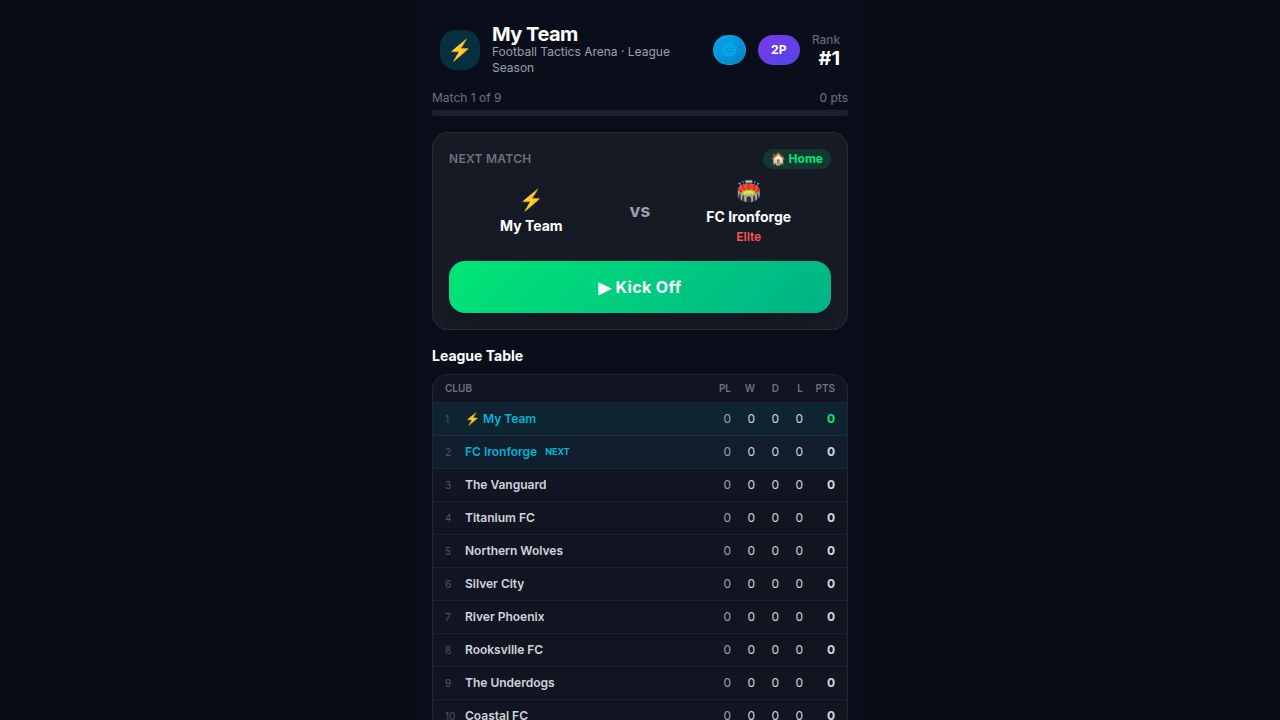 My Team
Football Tactics Arena · League
Season
2P
Rank
#1
Match 1 of 9
0 pts
NEXT MATCH
Home
My Team
vs
FC Ironforge
Elite
▶ Kick Off
League Table
CLUB PL W D L PTS
1 My Team 0 0 0 0 0
2 FC Ironforge NEXT 0 0 0 0 0
3 The Vanguard 0 0 0 0 0
4 Titanium FC 0 0 0 0 0
5 Northern Wolves 0 0 0 0 0
6 Silver City 0 0 0 0 0
7 River Phoenix 0 0 0 0 0
8 Rooksville FC 0 0 0 0 0
9 The Underdogs 0 0 0 0 0
10 Coastal FC 0 0 0 0 0